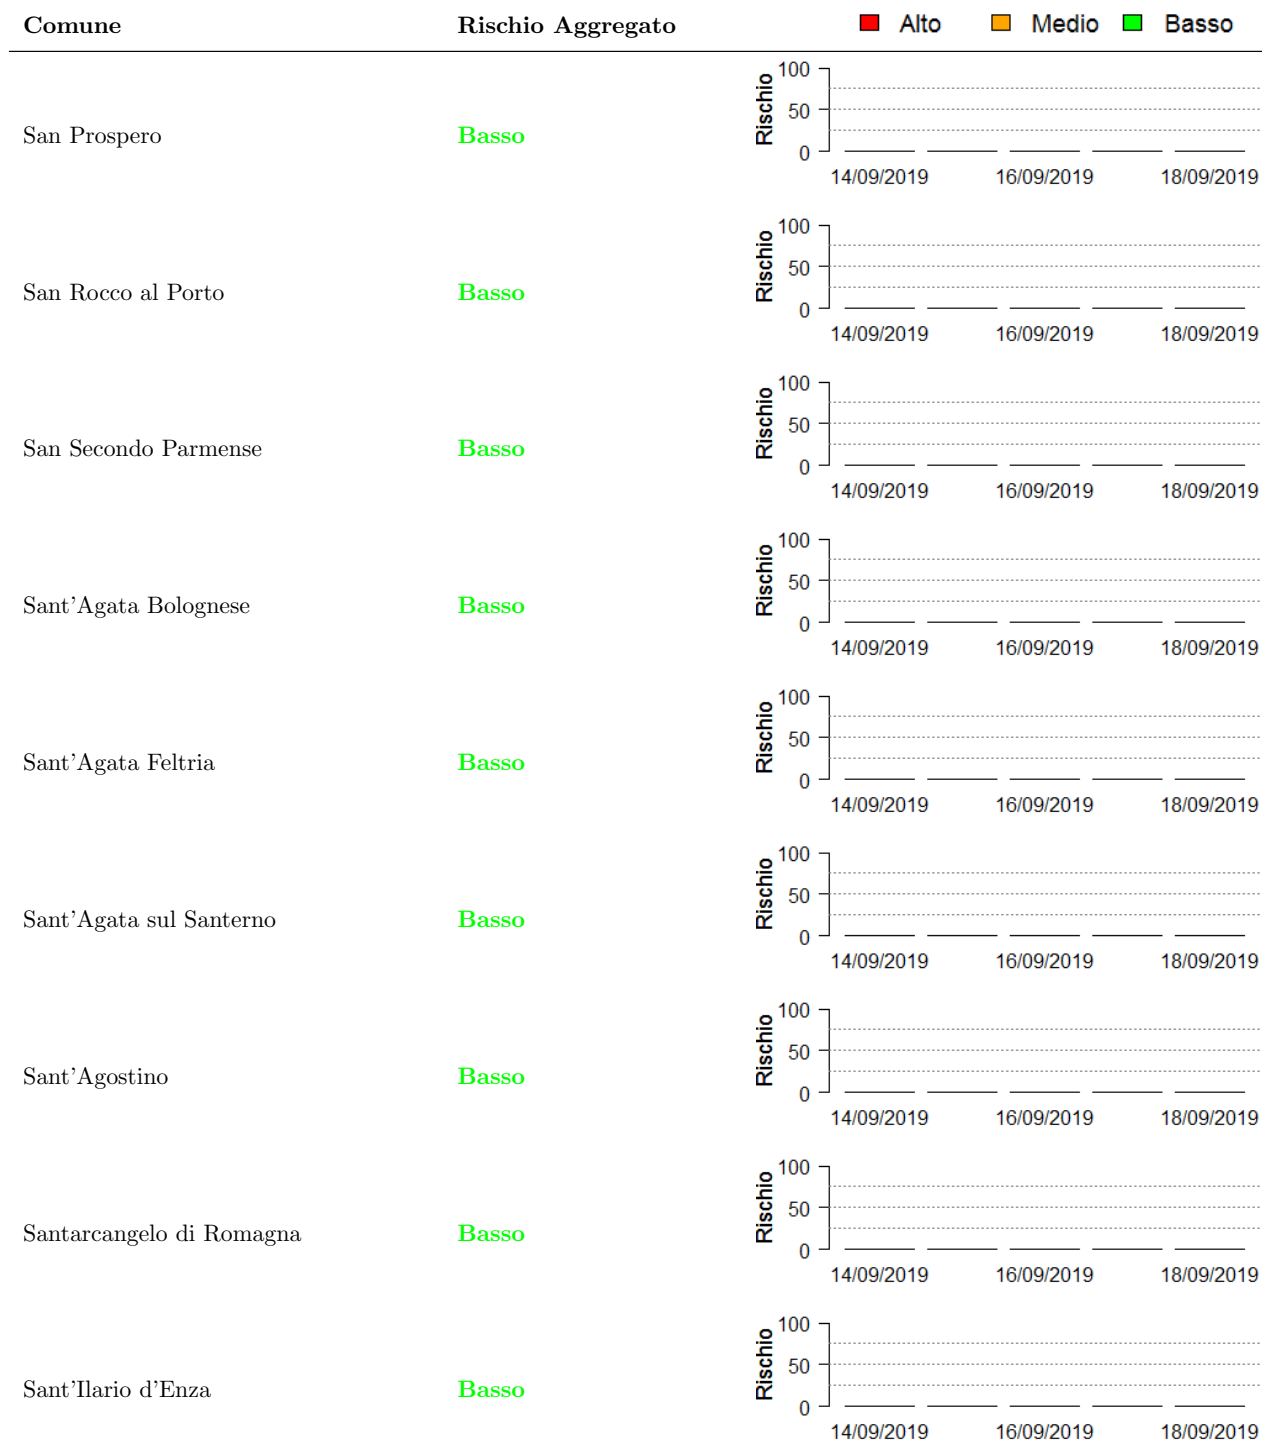 Comune Rischio Aggregato Alto Medio Basso
San Prospero Basso Rischio 100 50 0
14/09/2019 16/09/2019 18/09/2019
San Rocco al Porto Basso Rischio 100 50 0
14/09/2019 16/09/2019 18/09/2019
San Secondo Parmense Basso Rischio 100 50 0
14/09/2019 16/09/2019 18/09/2019
Sant'Agata Bolognese Basso Rischio 100 50 0
14/09/2019 16/09/2019 18/09/2019
Sant'Agata Feltria Basso Rischio 100 50 0
14/09/2019 16/09/2019 18/09/2019
Sant'Agata sul Santerno Basso Rischio 100 50 0
14/09/2019 16/09/2019 18/09/2019
Sant'Agostino Basso Rischio 100 50 0
14/09/2019 16/09/2019 18/09/2019
Santarcangelo di Romagna Basso Rischio 100 50 0
14/09/2019 16/09/2019 18/09/2019
Sant'Ilario d'Enza Basso Rischio 100 50 0
14/09/2019 16/09/2019 18/09/2019